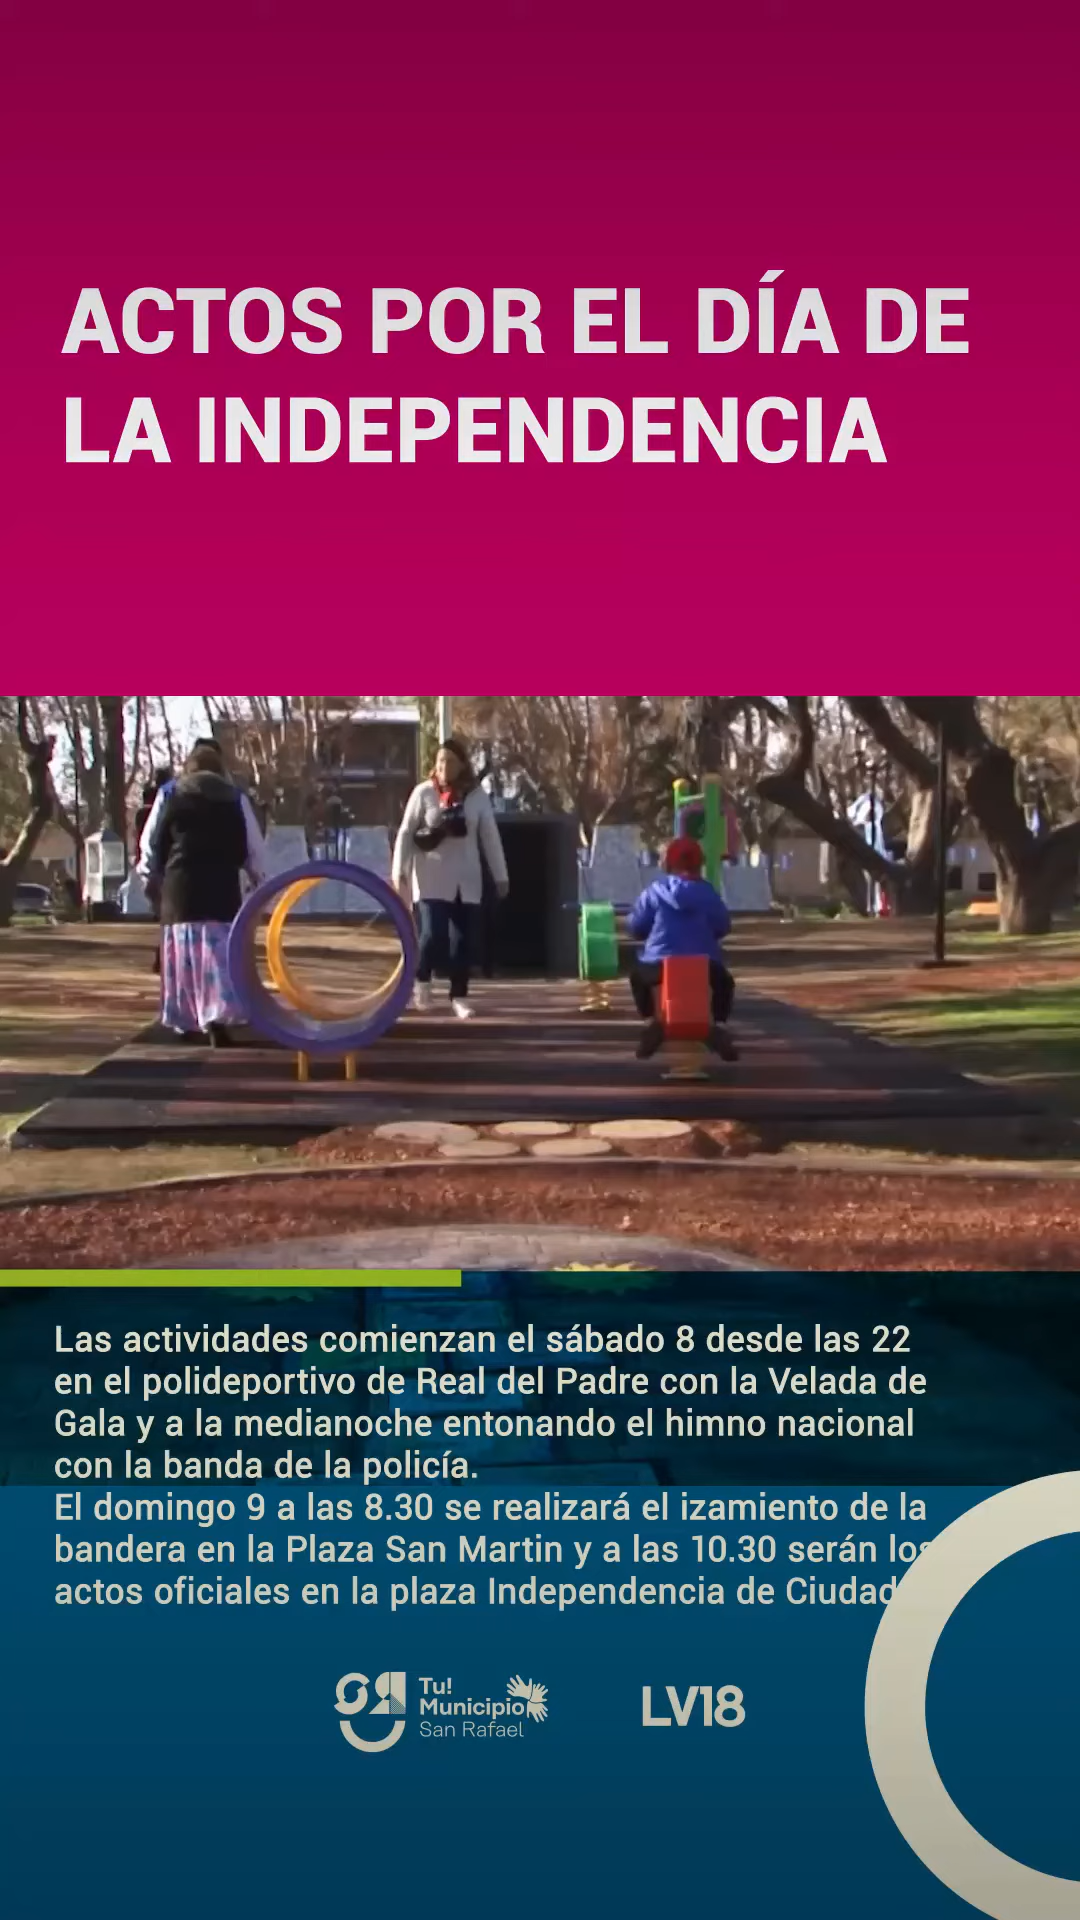 ACTOS POR EL DÍA DE
LA INDEPENDENCIA
Las actividades comienzan el sábado 8 desde las 22
en el polideportivo de Real del Padre con la Velada de
Gala y a la medianoche entonando el himno nacional
con la banda de la policía.
El domingo 9 a las 8.30 se realizará el izamiento de la
bandera en la Plaza San Martin y a las 10.30 serán los
actos oficiales en la plaza Independencia de Ciudad
Tu!
Municipio
San Rafael
LV18